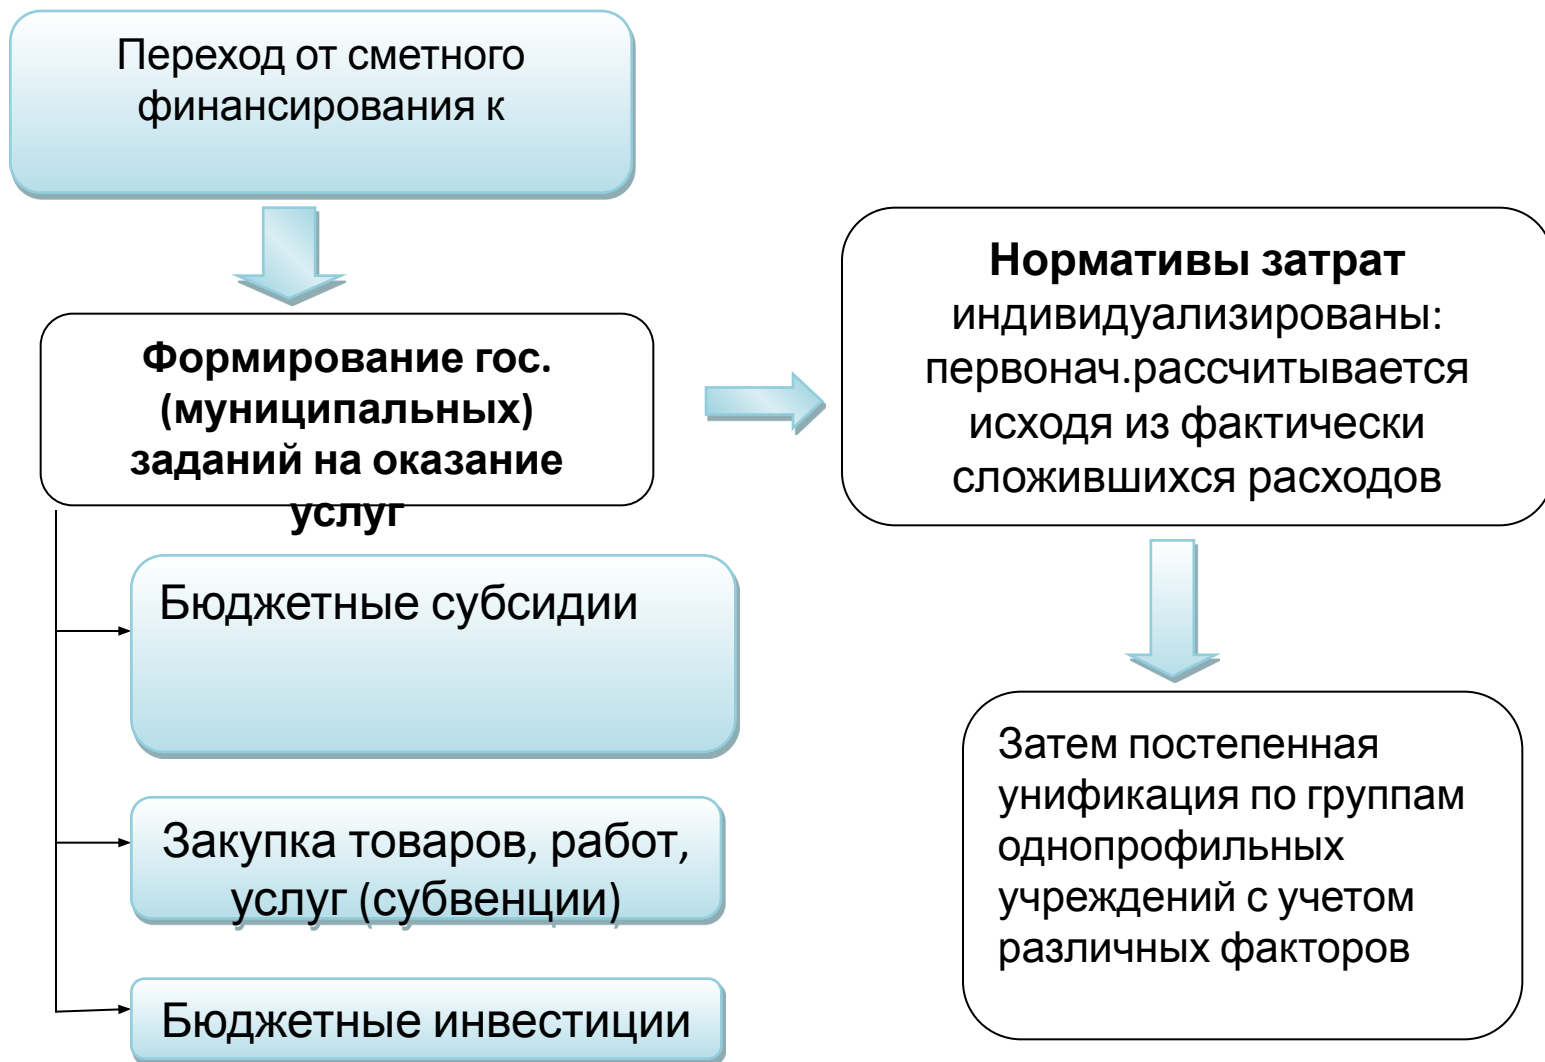 Переход от сметного
финансирования к
Формирование гос.
(муниципальных)
заданий на оказание
услуг
Бюджетные субсидии
Закупка товаров, работ,
услуг (субвенции)
Бюджетные инвестиции
Нормативы затрат
индивидуализированы:
первонач.рассчитывается
исходя из фактически
сложившихся расходов
Затем постепенная
унификация по группам
однопрофильных
учреждений с учетом
различных факторов